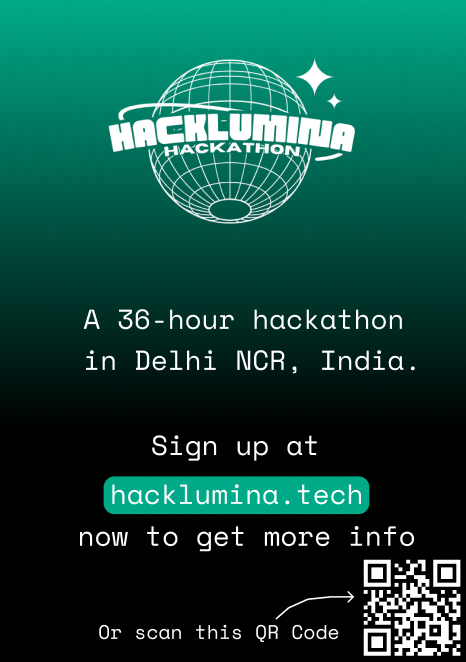 HACKLUMINA
HACKATHON
A 36-hour hackathon
in Delhi NCR, India.
Sign up at
hacklumina.tech
now to get more info
Or scan this QR Code